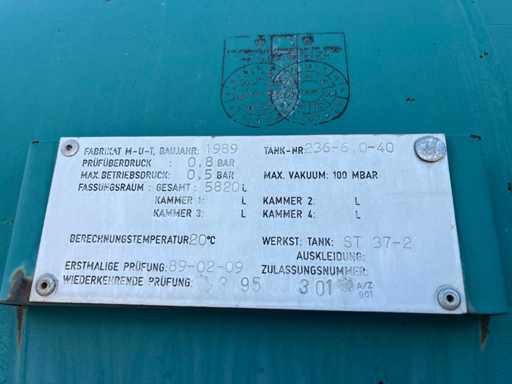 FABRIKAT M-U-T, BAUJAHR: 1989 TANK-NR 236-6.0-40
PRÜFÜBERDRUCK : 0,8 BAR
MAX. BETRIEBSDRUCK: 0,5 BAR MAX. VAKUUM: 100 MBAR
FASSUNGSRAUM: GESAMT: 5820 L
KAMMER 1: L KAMMER 2: L
KAMMER 3: L KAMMER 4: L
BERECHNUNGSTEMPERATUR: 20°C WERKST: TANK: ST 37-2
AUSKLEIDUNG:
ERSTMALIGE PRÜFUNG: 89-02-09 ZULASSUNGSNUMMER:
WIEDERKEHRENDE PRÜFUNG: 95 301 A/Z
901